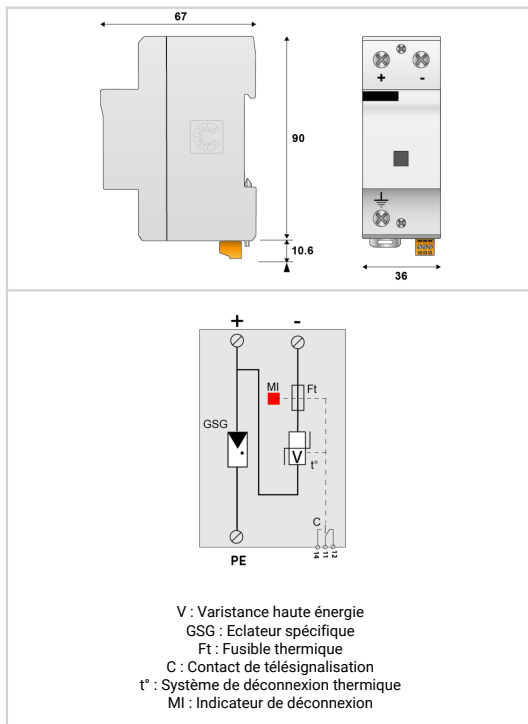 67
90
10.6
+ -
36
+ -
MI
Ft
GSG
V
t°
C
14 11 12
PE
V : Varistance haute énergie
GSG : Eclateur spécifique
Ft : Fusible thermique
C : Contact de télésignalisation
t° : Système de déconnexion thermique
MI : Indicateur de déconnexion